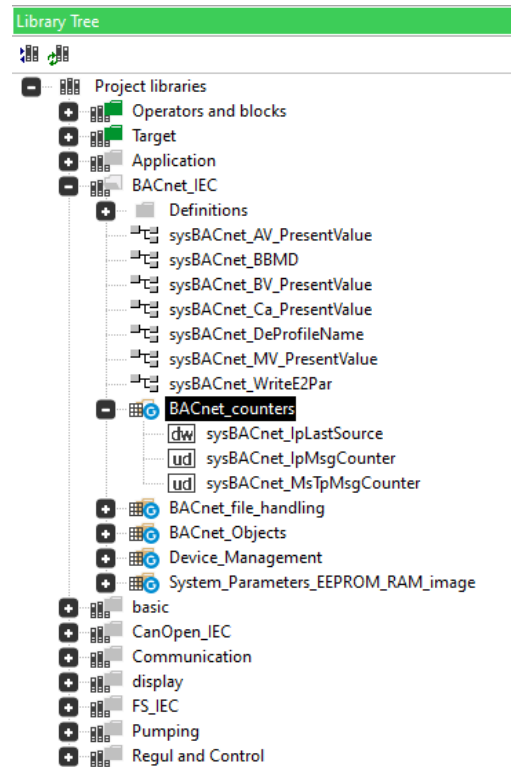 Library Tree
Project libraries
Operators and blocks
Target
Application
BACnet_IEC
Definitions
sysBACnet_AV_PresentValue
sysBACnet_BBMD
sysBACnet_BV_PresentValue
sysBACnet_Ca_PresentValue
sysBACnet_DeProfileName
sysBACnet_MV_PresentValue
sysBACnet_WriteE2Par
G BACnet_counters
dw sysBACnet_IpLastSource
ud sysBACnet_IpMsgCounter
ud sysBACnet_MsTpMsgCounter
G BACnet_file_handling
G BACnet_Objects
G Device_Management
G System_Parameters_EEPROM_RAM_image
basic
CanOpen_IEC
Communication
display
FS_IEC
Pumping
Regul and Control